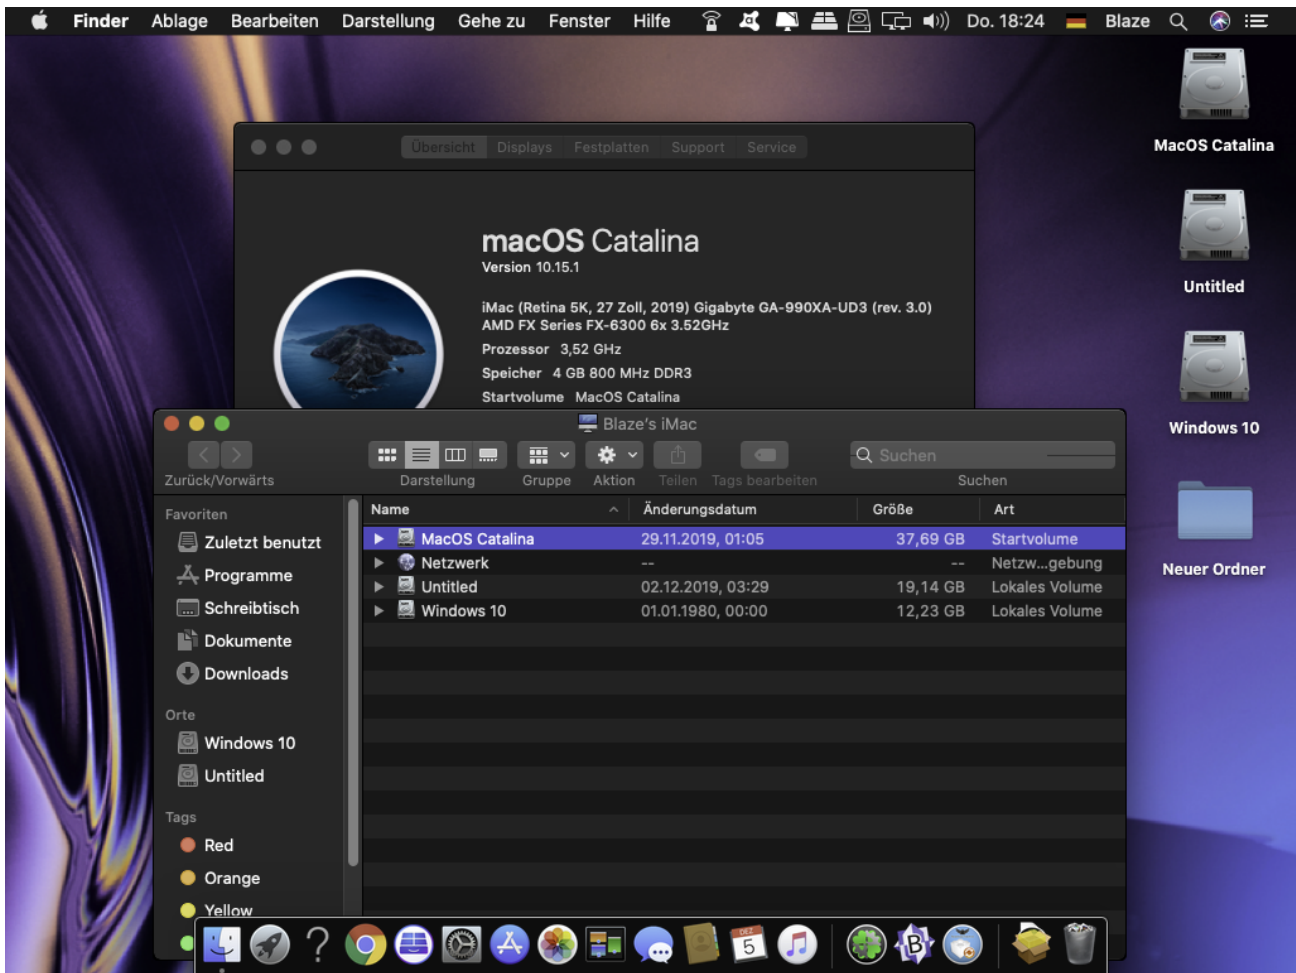 Finder Ablage Bearbeiten Darstellung Gehe zu Fenster Hilfe Do. 18:24 Blaze
MacOS Catalina
Untitled
Windows 10
Neuer Ordner
Übersicht Displays Festplatten Support Service
macOS Catalina
Version 10.15.1
iMac (Retina 5K, 27 Zoll, 2019) Gigabyte GA-990XA-UD3 (rev. 3.0)
AMD FX Series FX-6300 6x 3.52GHz
Prozessor 3,52 GHz
Speicher 4 GB 800 MHz DDR3
Startvolume MacOS Catalina
Blaze's iMac
Suchen
Zurück/Vorwärts Darstellung Gruppe Aktion Teilen Tags bearbeiten Suchen
Favoriten
Zuletzt benutzt
Programme
Schreibtisch
Dokumente
Downloads
Orte
Windows 10
Untitled
Tags
Red
Orange
Yellow
Name Änderungsdatum Größe Art
MacOS Catalina 29.11.2019, 01:05 37,69 GB Startvolume
Netzwerk -- -- Netzw...gebung
Untitled 02.12.2019, 03:29 19,14 GB Lokales Volume
Windows 10 01.01.1980, 00:00 12,23 GB Lokales Volume
?
DEZ
5
B